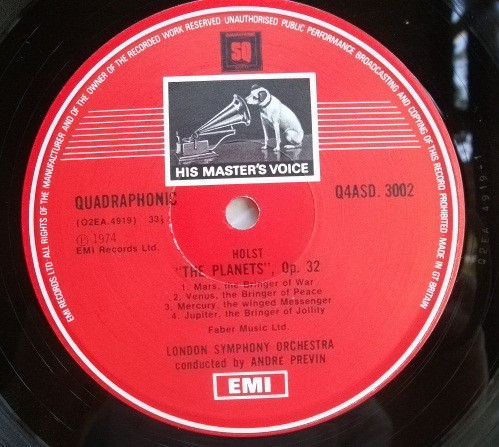 EMI RECORDS LTD ALL RIGHTS OF THE MANUFACTURER AND OF THE OWNER OF THE RECORDED WORK RESERVED UNAUTHORISED PUBLIC PERFORMANCE BROADCASTING AND COPYING OF THIS RECORD PROHIBITED MADE IN GT BRITAIN
SQ
HIS MASTER'S VOICE
QUADRAPHONIC
Q4ASD. 3002
(Q2EA.4919) 33⅓
Ⓟ 1974
EMI Records Ltd.
HOLST
"THE PLANETS", Op. 32
1. Mars, the Bringer of War
2. Venus, the Bringer of Peace
3. Mercury, the winged Messenger
4. Jupiter, the Bringer of Jollity
Faber Music Ltd.
LONDON SYMPHONY ORCHESTRA
conducted by ANDRE PREVIN
EMI